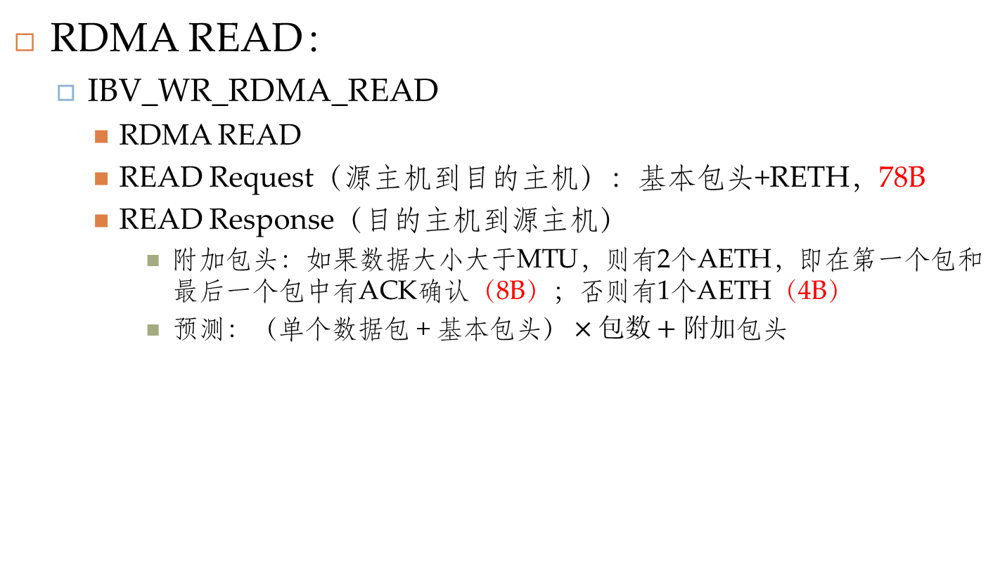 RDMA READ：
IBV_WR_RDMA_READ
RDMA READ
READ Request（源主机到目的主机）：基本包头+RETH，78B
READ Response（目的主机到源主机）
附加包头：如果数据大小大于MTU，则有2个AETH，即在第一个包和
最后一个包中有ACK确认（8B）；否则有1个AETH（4B）
预测：（单个数据包 + 基本包头） × 包数 + 附加包头